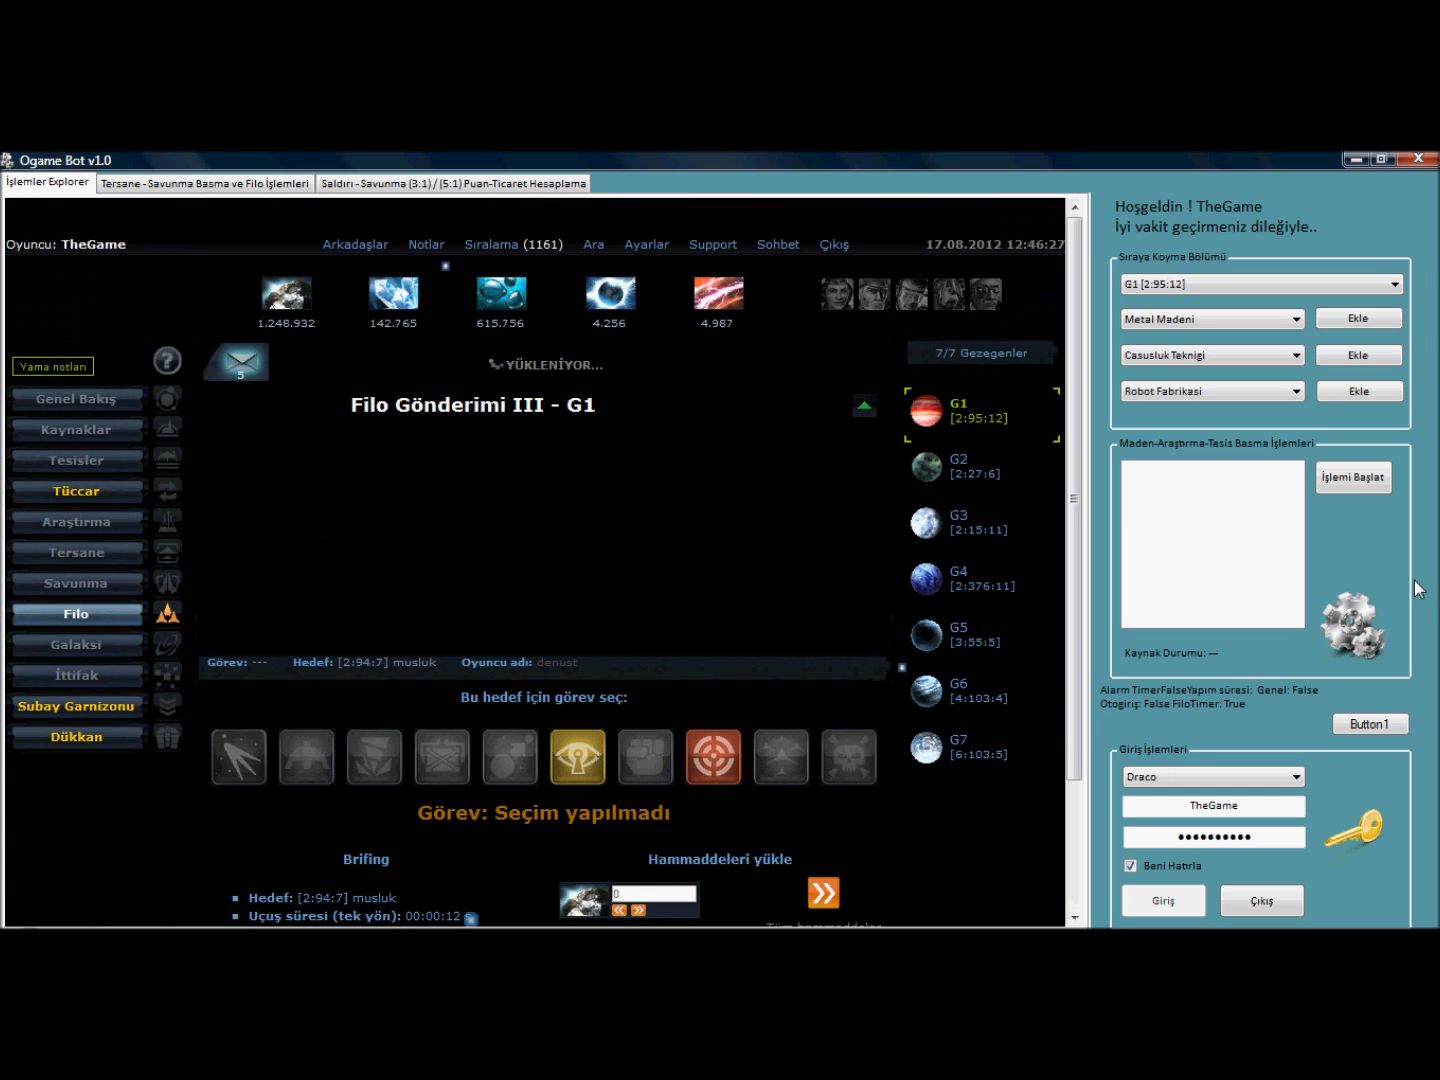 Ogame Bot v1.0
İşlemler Explorer
Tersane - Savunma Basma ve Filo İşlemleri
Saldırı - Savunma (3:1) / (5:1) Puan-Ticaret Hesaplama
Oyuncu: TheGame
Arkadaşlar Notlar Sıralama (1161) Ara Ayarlar Support Sohbet Çıkış
17.08.2012 12:46:27
1.248.932 142.765 615.756 4.256 4.987
Yama notları
?
5
YÜKLENİYOR...
7/7 Gezegenler
Filo Gönderimi III - G1
Genel Bakış
Kaynaklar
Tesisler
Tüccar
Araştırma
Tersane
Savunma
Filo
Galaksi
İttifak
Subay Garnizonu
Dükkan
G1
[2:95:12]
G2
[2:27:6]
G3
[2:15:11]
G4
[2:376:11]
G5
[3:55:5]
G6
[4:103:4]
G7
[6:103:5]
Görev: --- Hedef: [2:94:7] musluk Oyuncu adı: denust
Bu hedef için görev seç:
Görev: Seçim yapılmadı
Brifing
Hedef: [2:94:7] musluk
Uçuş süresi (tek yön): 00:00:12
Hammaddeleri yükle
0
Tüm hammaddeler
Hoşgeldin ! TheGame
İyi vakit geçirmeniz dileğiyle..
Sıraya Koyma Bölümü
G1 [2:95:12]
Metal Madeni Ekle
Casusluk Teknigi Ekle
Robot Fabrikasi Ekle
Maden-Araştırma-Tesis Basma İşlemleri
İşlemi Başlat
Kaynak Durumu: ---
Alarm TimerFalseYapım süresi: Genel: False
Otogiriş: False FiloTimer: True
Button1
Giriş İşlemleri
Draco
TheGame
●●●●●●●●●●
Beni Hatırla
Giriş Çıkış